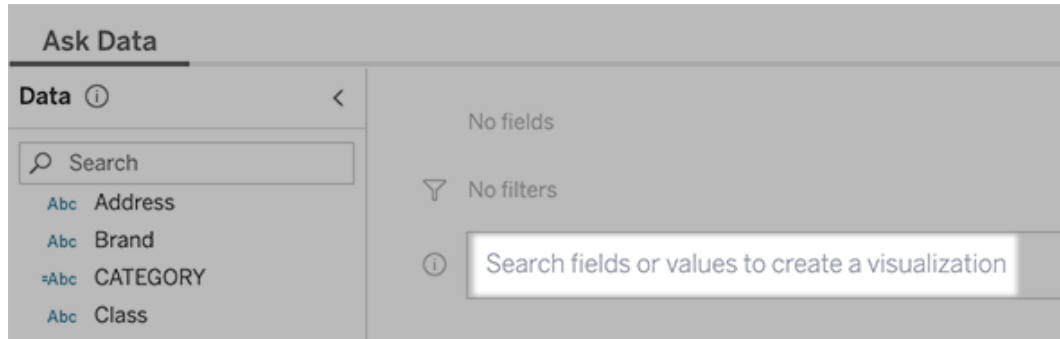 Ask Data
Data
No fields
Search
No filters
Abc Address
Abc Brand
Search fields or values to create a visualization
=Abc CATEGORY
Abc Class